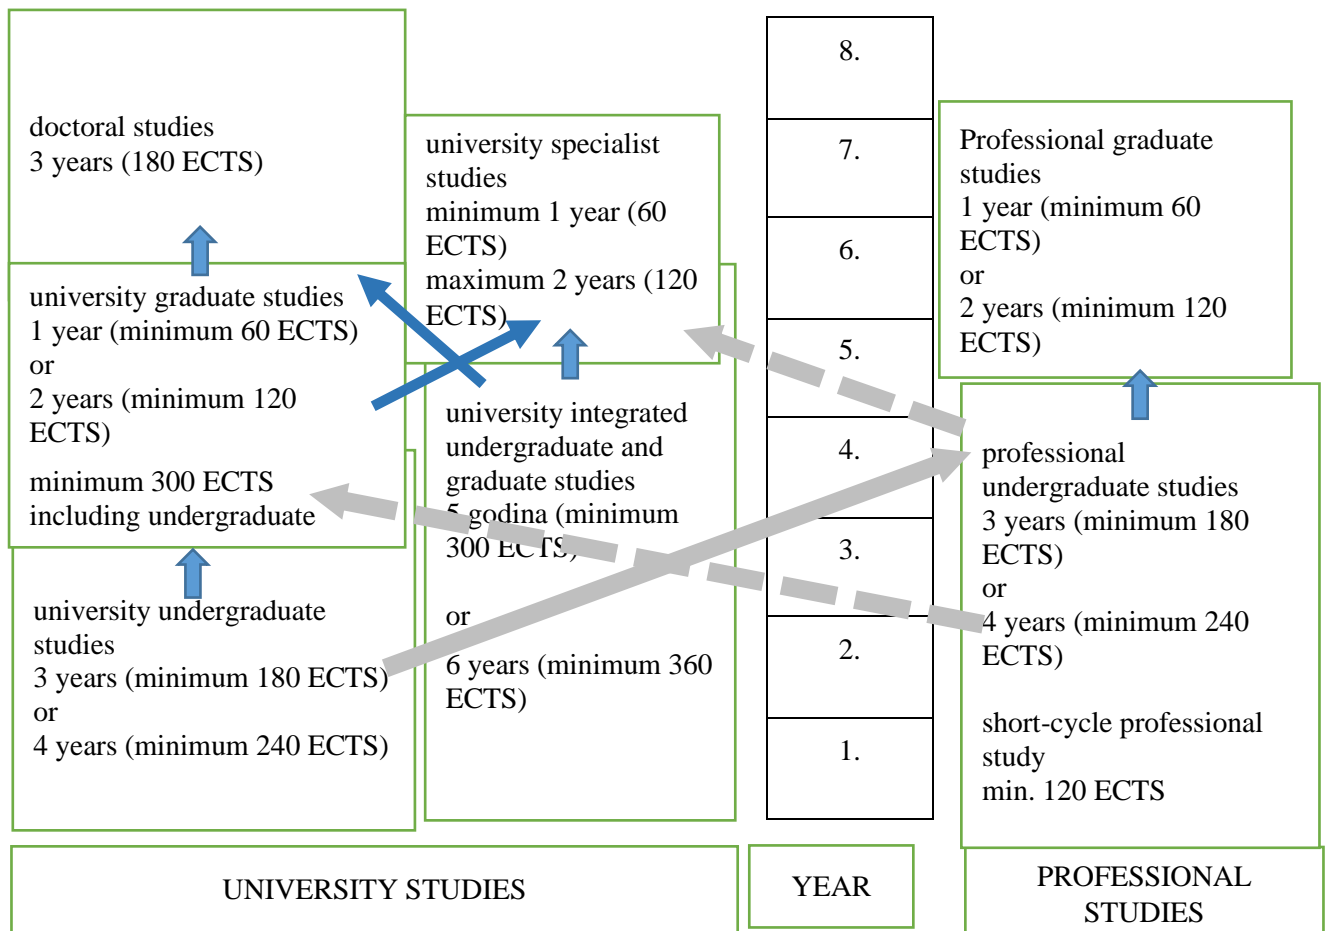 doctoral studies
3 years (180 ECTS)
university graduate studies
1 year (minimum 60 ECTS)
or
2 years (minimum 120
ECTS)
minimum 300 ECTS
including undergraduate
university undergraduate
studies
3 years (minimum 180 ECTS)
or
4 years (minimum 240 ECTS)
university specialist
studies
minimum 1 year (60
ECTS)
maximum 2 years (120
ECTS)
university integrated
undergraduate and
graduate studies
5 godina (minimum
300 ECTS)
or
6 years (minimum 360
ECTS)
8.
7.
6.
5.
4.
3.
2.
1.
Professional graduate
studies
1 year (minimum 60
ECTS)
or
2 years (minimum 120
ECTS)
professional
undergraduate studies
3 years (minimum 180
ECTS)
or
4 years (minimum 240
ECTS)
short-cycle professional
study
min. 120 ECTS
UNIVERSITY STUDIES
YEAR
PROFESSIONAL
STUDIES